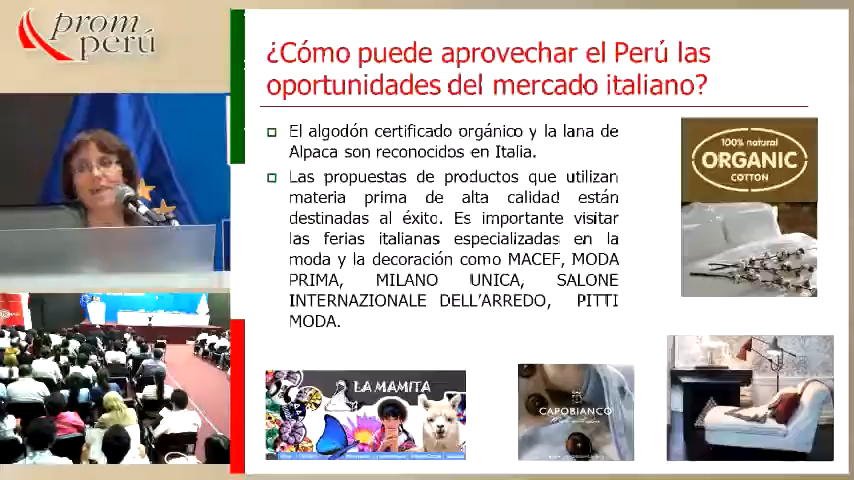 prom
perú
¿Cómo puede aprovechar el Perú las
oportunidades del mercado italiano?
El algodón certificado orgánico y la lana de
Alpaca son reconocidos en Italia.
Las propuestas de productos que utilizan
materia prima de alta calidad están
destinadas al éxito. Es importante visitar
las ferias italianas especializadas en la
moda y la decoración como MACEF, MODA
PRIMA, MILANO UNICA, SALONE
INTERNAZIONALE DELL'ARREDO, PITTI
MODA.
100% natural
ORGANIC
COTTON
LA MAMITA
CAPOBIANCO